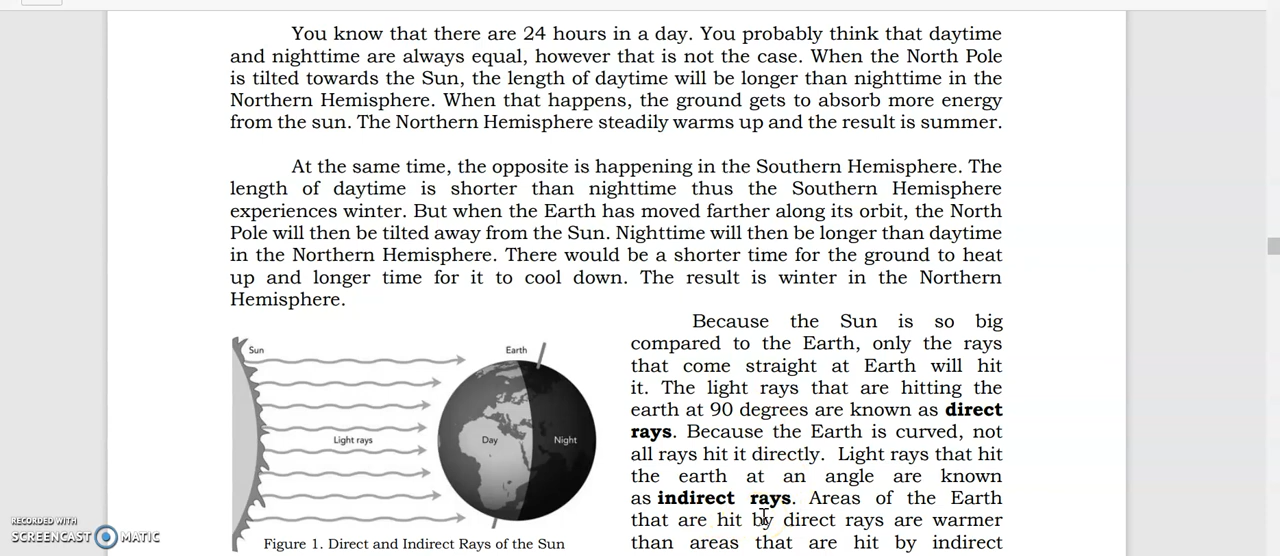 You know that there are 24 hours in a day. You probably think that daytime
and nighttime are always equal, however that is not the case. When the North Pole
is tilted towards the Sun, the length of daytime will be longer than nighttime in the
Northern Hemisphere. When that happens, the ground gets to absorb more energy
from the sun. The Northern Hemisphere steadily warms up and the result is summer.
At the same time, the opposite is happening in the Southern Hemisphere. The
length of daytime is shorter than nighttime thus the Southern Hemisphere
experiences winter. But when the Earth has moved farther along its orbit, the North
Pole will then be tilted away from the Sun. Nighttime will then be longer than daytime
in the Northern Hemisphere. There would be a shorter time for the ground to heat
up and longer time for it to cool down. The result is winter in the Northern
Hemisphere.
Sun
Earth
Light rays
Day
Night
Figure 1. Direct and Indirect Rays of the Sun
Because the Sun is so big
compared to the Earth, only the rays
that come straight at Earth will hit
it. The light rays that are hitting the
earth at 90 degrees are known as direct
rays. Because the Earth is curved, not
all rays hit it directly. Light rays that hit
the earth at an angle are known
as indirect rays. Areas of the Earth
that are hit by direct rays are warmer
than areas that are hit by indirect
RECORDED WITH
SCREENCAST MATIC